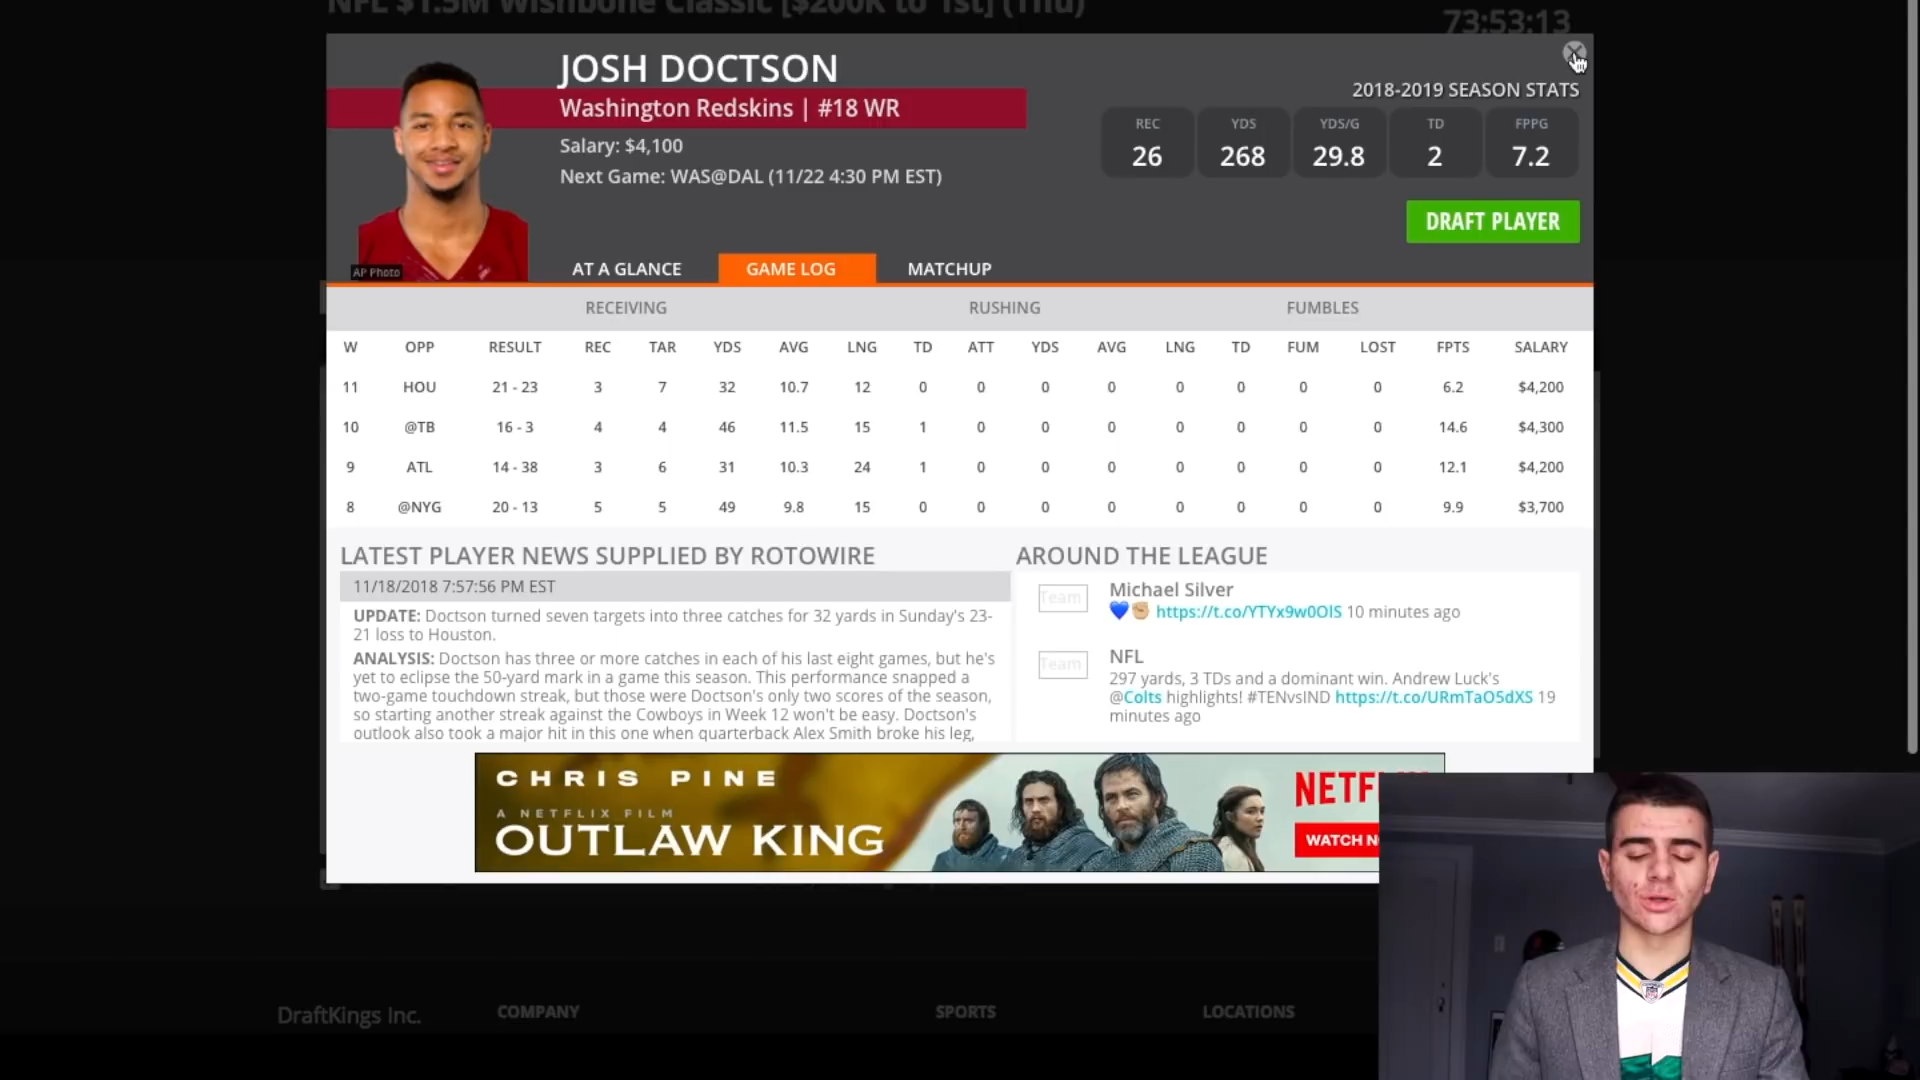 NFL $1.5M Wishbone Classic [$200K to 1st] (Thu)
73:53:13
JOSH DOCTSON
Washington Redskins | #18 WR
Salary: $4,100
Next Game: WAS@DAL (11/22 4:30 PM EST)
AP Photo
2018-2019 SEASON STATS
REC YDS YDS/G TD FPPG
26 268 29.8 2 7.2
DRAFT PLAYER
AT A GLANCE GAME LOG MATCHUP
RECEIVING RUSHING FUMBLES
W OPP RESULT REC TAR YDS AVG LNG TD ATT YDS AVG LNG TD FUM LOST FPTS SALARY
11 HOU 21 - 23 3 7 32 10.7 12 0 0 0 0 0 0 0 0 6.2 $4,200
10 @TB 16 - 3 4 4 46 11.5 15 1 0 0 0 0 0 0 0 14.6 $4,300
9 ATL 14 - 38 3 6 31 10.3 24 1 0 0 0 0 0 0 0 12.1 $4,200
8 @NYG 20 - 13 5 5 49 9.8 15 0 0 0 0 0 0 0 0 9.9 $3,700
LATEST PLAYER NEWS SUPPLIED BY ROTOWIRE
11/18/2018 7:57:56 PM EST
UPDATE: Doctson turned seven targets into three catches for 32 yards in Sunday's 23-
21 loss to Houston.
ANALYSIS: Doctson has three or more catches in each of his last eight games, but he's
yet to eclipse the 50-yard mark in a game this season. This performance snapped a
two-game touchdown streak, but those were Doctson's only two scores of the season,
so starting another streak against the Cowboys in Week 12 won't be easy. Doctson's
outlook also took a major hit in this one when quarterback Alex Smith broke his leg,
AROUND THE LEAGUE
Team
Michael Silver
💙✊🏼 https://t.co/YTYx9w0OlS 10 minutes ago
Team
NFL
297 yards, 3 TDs and a dominant win. Andrew Luck's
@Colts highlights! #TENvsIND https://t.co/URmTaO5dXS 19
minutes ago
CHRIS PINE
A NETFLIX FILM
OUTLAW KING
NETF
WATCH N
DraftKings Inc. COMPANY SPORTS LOCATIONS